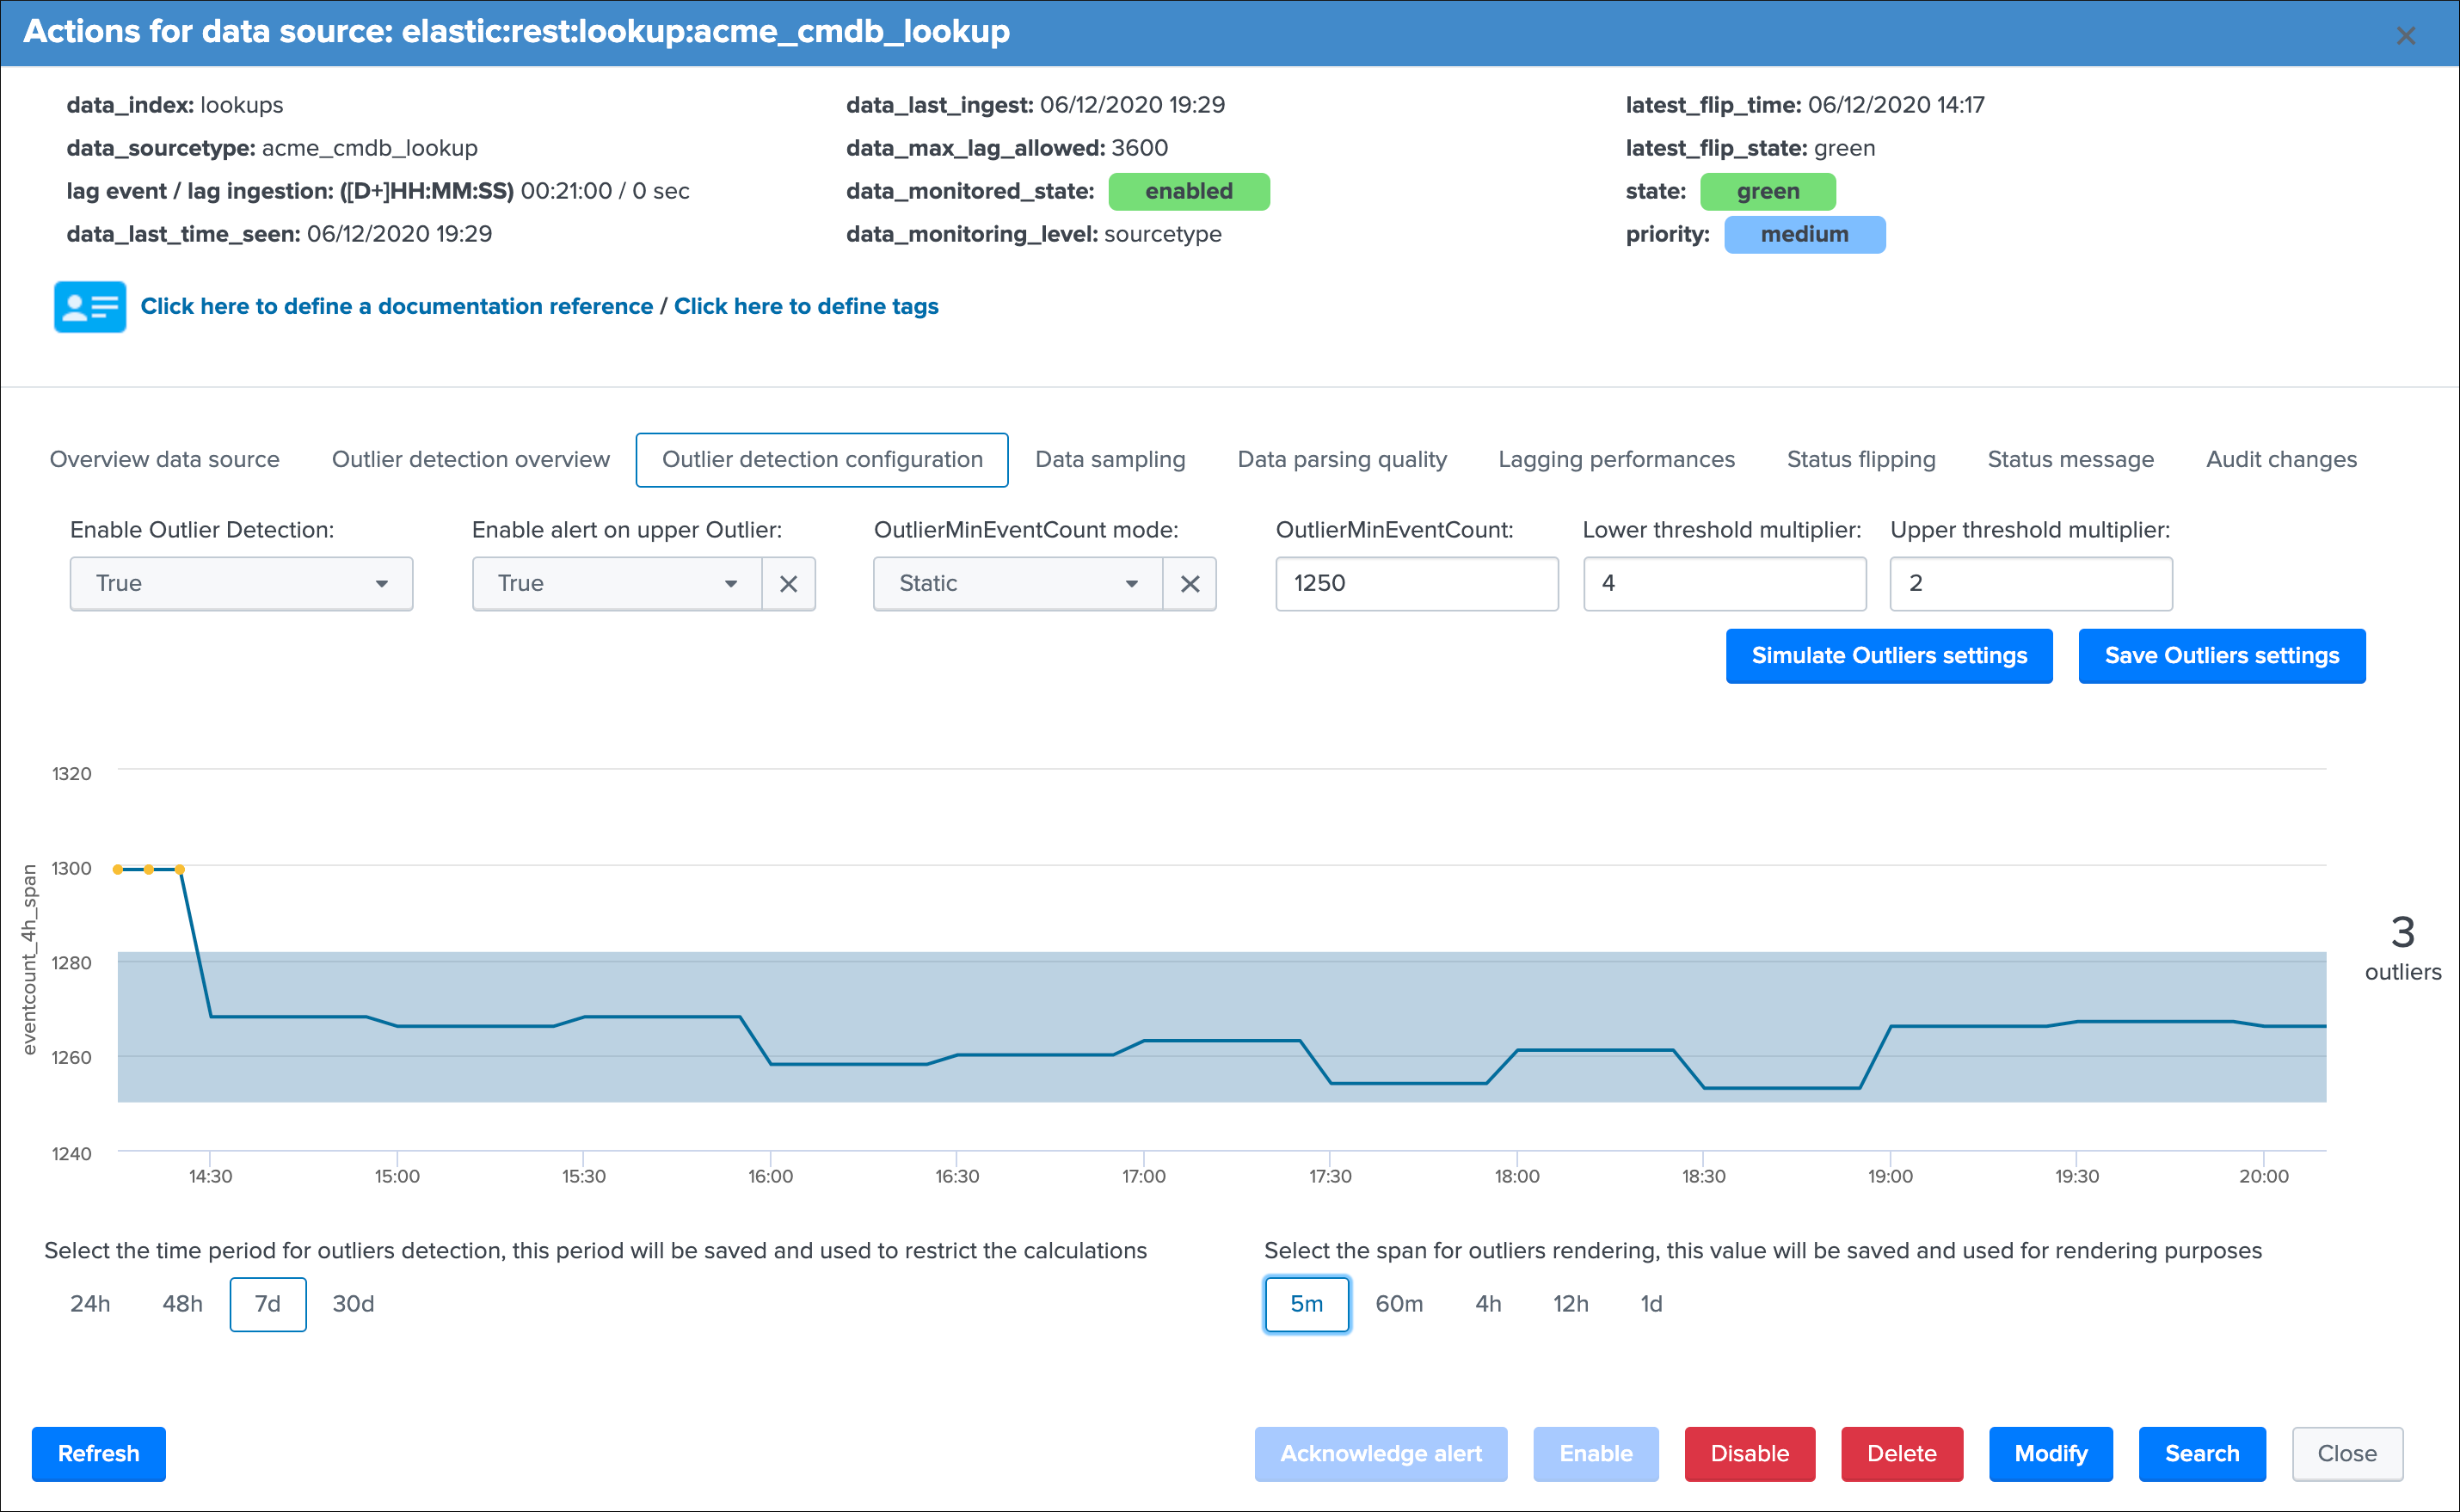 Actions for data source: elastic:rest:lookup:acme_cmdb_lookup
data_index: lookups
data_sourcetype: acme_cmdb_lookup
lag event / lag ingestion: ([D+]HH:MM:SS) 00:21:00 / 0 sec
data_last_time_seen: 06/12/2020 19:29
data_last_ingest: 06/12/2020 19:29
data_max_lag_allowed: 3600
data_monitored_state: enabled
data_monitoring_level: sourcetype
latest_flip_time: 06/12/2020 14:17
latest_flip_state: green
state: green
priority: medium
Click here to define a documentation reference / Click here to define tags
Overview data source Outlier detection overview Outlier detection configuration Data sampling Data parsing quality Lagging performances Status flipping Status message Audit changes
Enable Outlier Detection: Enable alert on upper Outlier: OutlierMinEventCount mode: OutlierMinEventCount: Lower threshold multiplier: Upper threshold multiplier:
True True Static 1250 4 2
Simulate Outliers settings Save Outliers settings
eventcount_4h_span
1320
1300
1280
1260
1240
14:30 15:00 15:30 16:00 16:30 17:00 17:30 18:00 18:30 19:00 19:30 20:00
3
outliers
Select the time period for outliers detection, this period will be saved and used to restrict the calculations
24h 48h 7d 30d
Select the span for outliers rendering, this value will be saved and used for rendering purposes
5m 60m 4h 12h 1d
Refresh Acknowledge alert Enable Disable Delete Modify Search Close